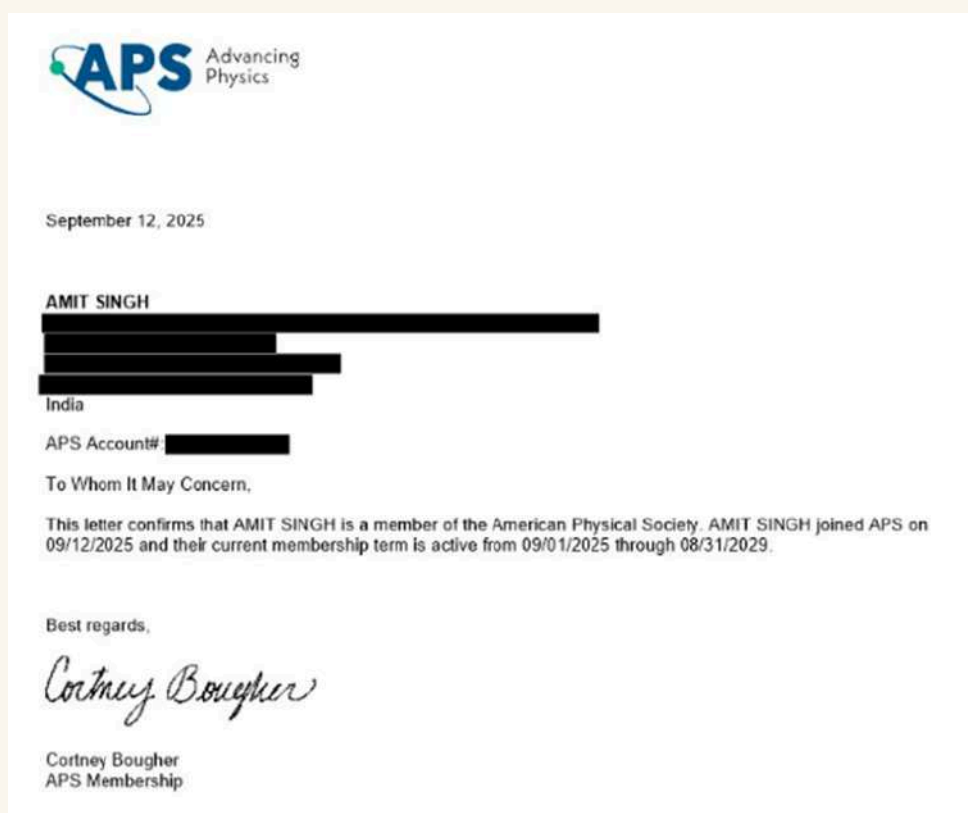 APS Advancing
Physics
September 12, 2025
AMIT SINGH
India
APS Account#:
To Whom It May Concern,
This letter confirms that AMIT SINGH is a member of the American Physical Society. AMIT SINGH joined APS on
09/12/2025 and their current membership term is active from 09/01/2025 through 08/31/2029.
Best regards,
Cortney Bougher
Cortney Bougher
APS Membership